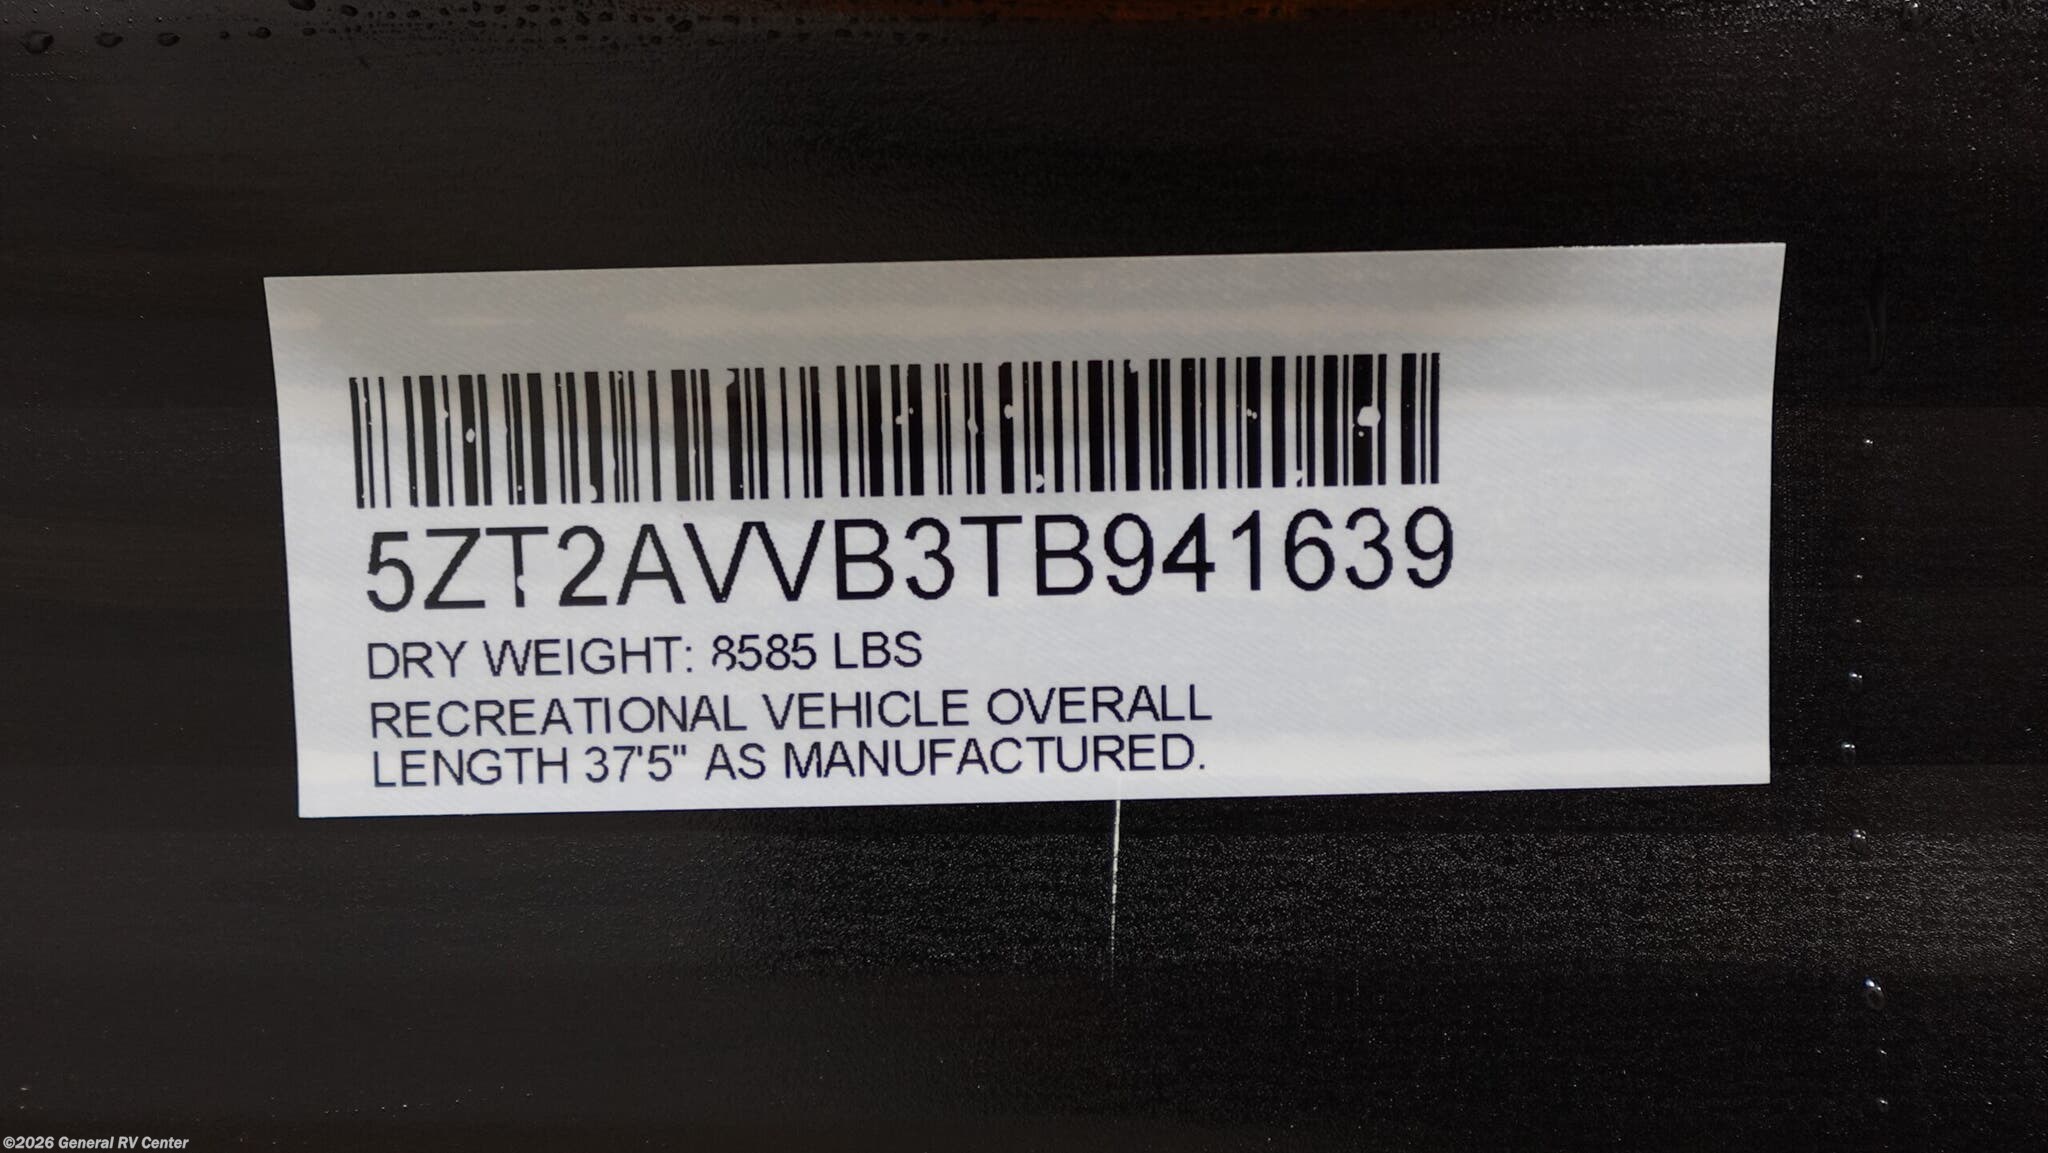 5ZT2AVVB3TB941639
DRY WEIGHT: 8585 LBS
RECREATIONAL VEHICLE OVERALL
LENGTH 37'5" AS MANUFACTURED.
©2026 General RV Center